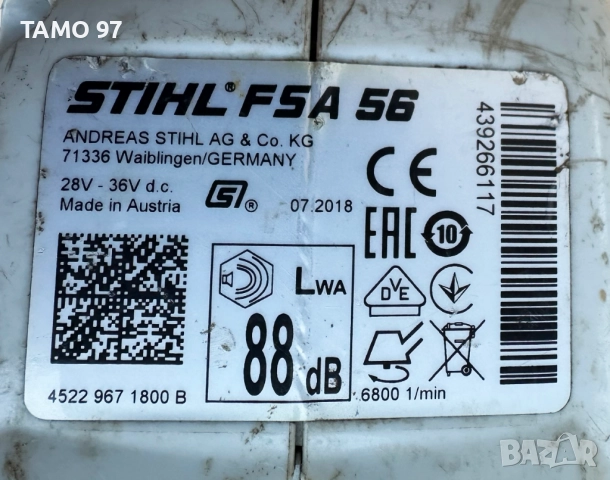 TAMO 97
STIHL® FSA 56
ANDREAS STIHL AG & Co. KG
71336 Waiblingen/GERMANY
28V - 36V d.c.
Made in Austria
S®
07.2018
CE
EAC
10
DVE
LWA
88 dB
4522 967 1800 B
6800 1/min
439266117
BAZAR